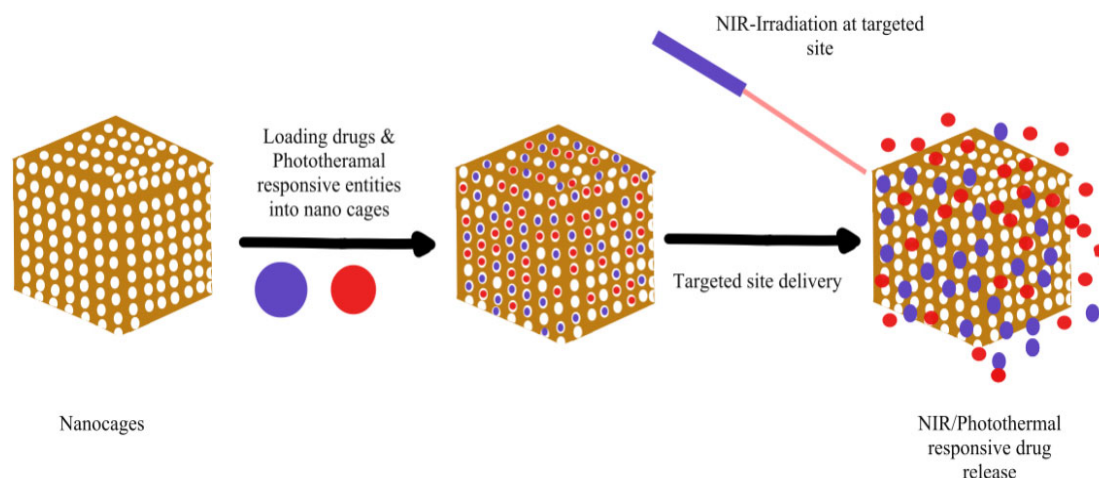 NIR-Irradiation at targeted
site
Loading drugs &
Phototheramal
responsive entities
into nano cages
Targeted site delivery
Nanocages
NIR/Photothermal
responsive drug
release